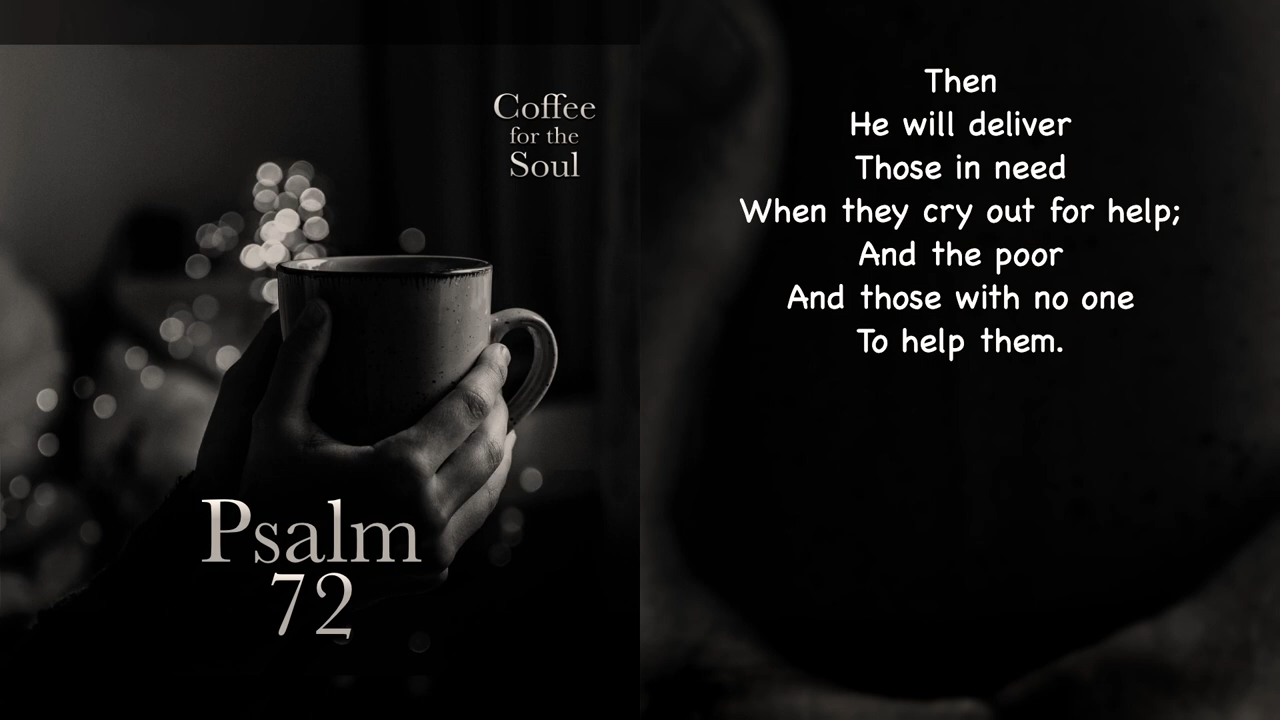 Coffee
for the
Soul
Psalm
72
Then
He will deliver
Those in need
When they cry out for help;
And the poor
And those with no one
To help them.